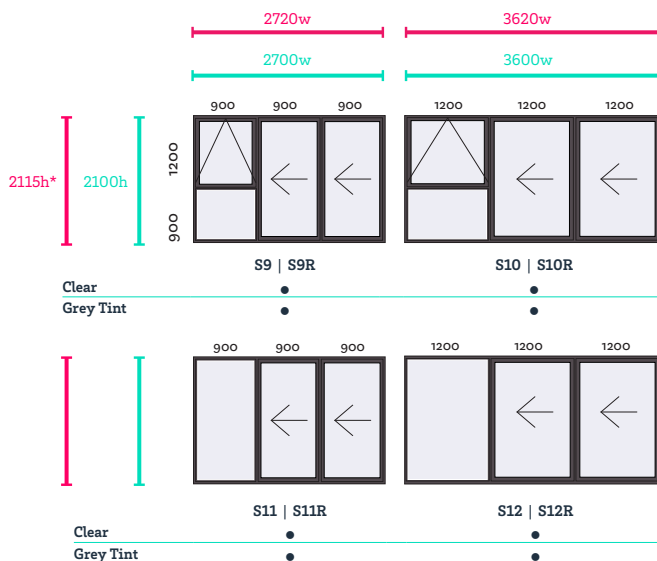 2720w 3620w
2700w 3600w
900 900 900 1200 1200 1200
2115h* 2100h 1200 900
S9 | S9R S10 | S10R
Clear ● ●
Grey Tint ● ●
900 900 900 1200 1200 1200
S11 | S11R S12 | S12R
Clear ● ●
Grey Tint ● ●